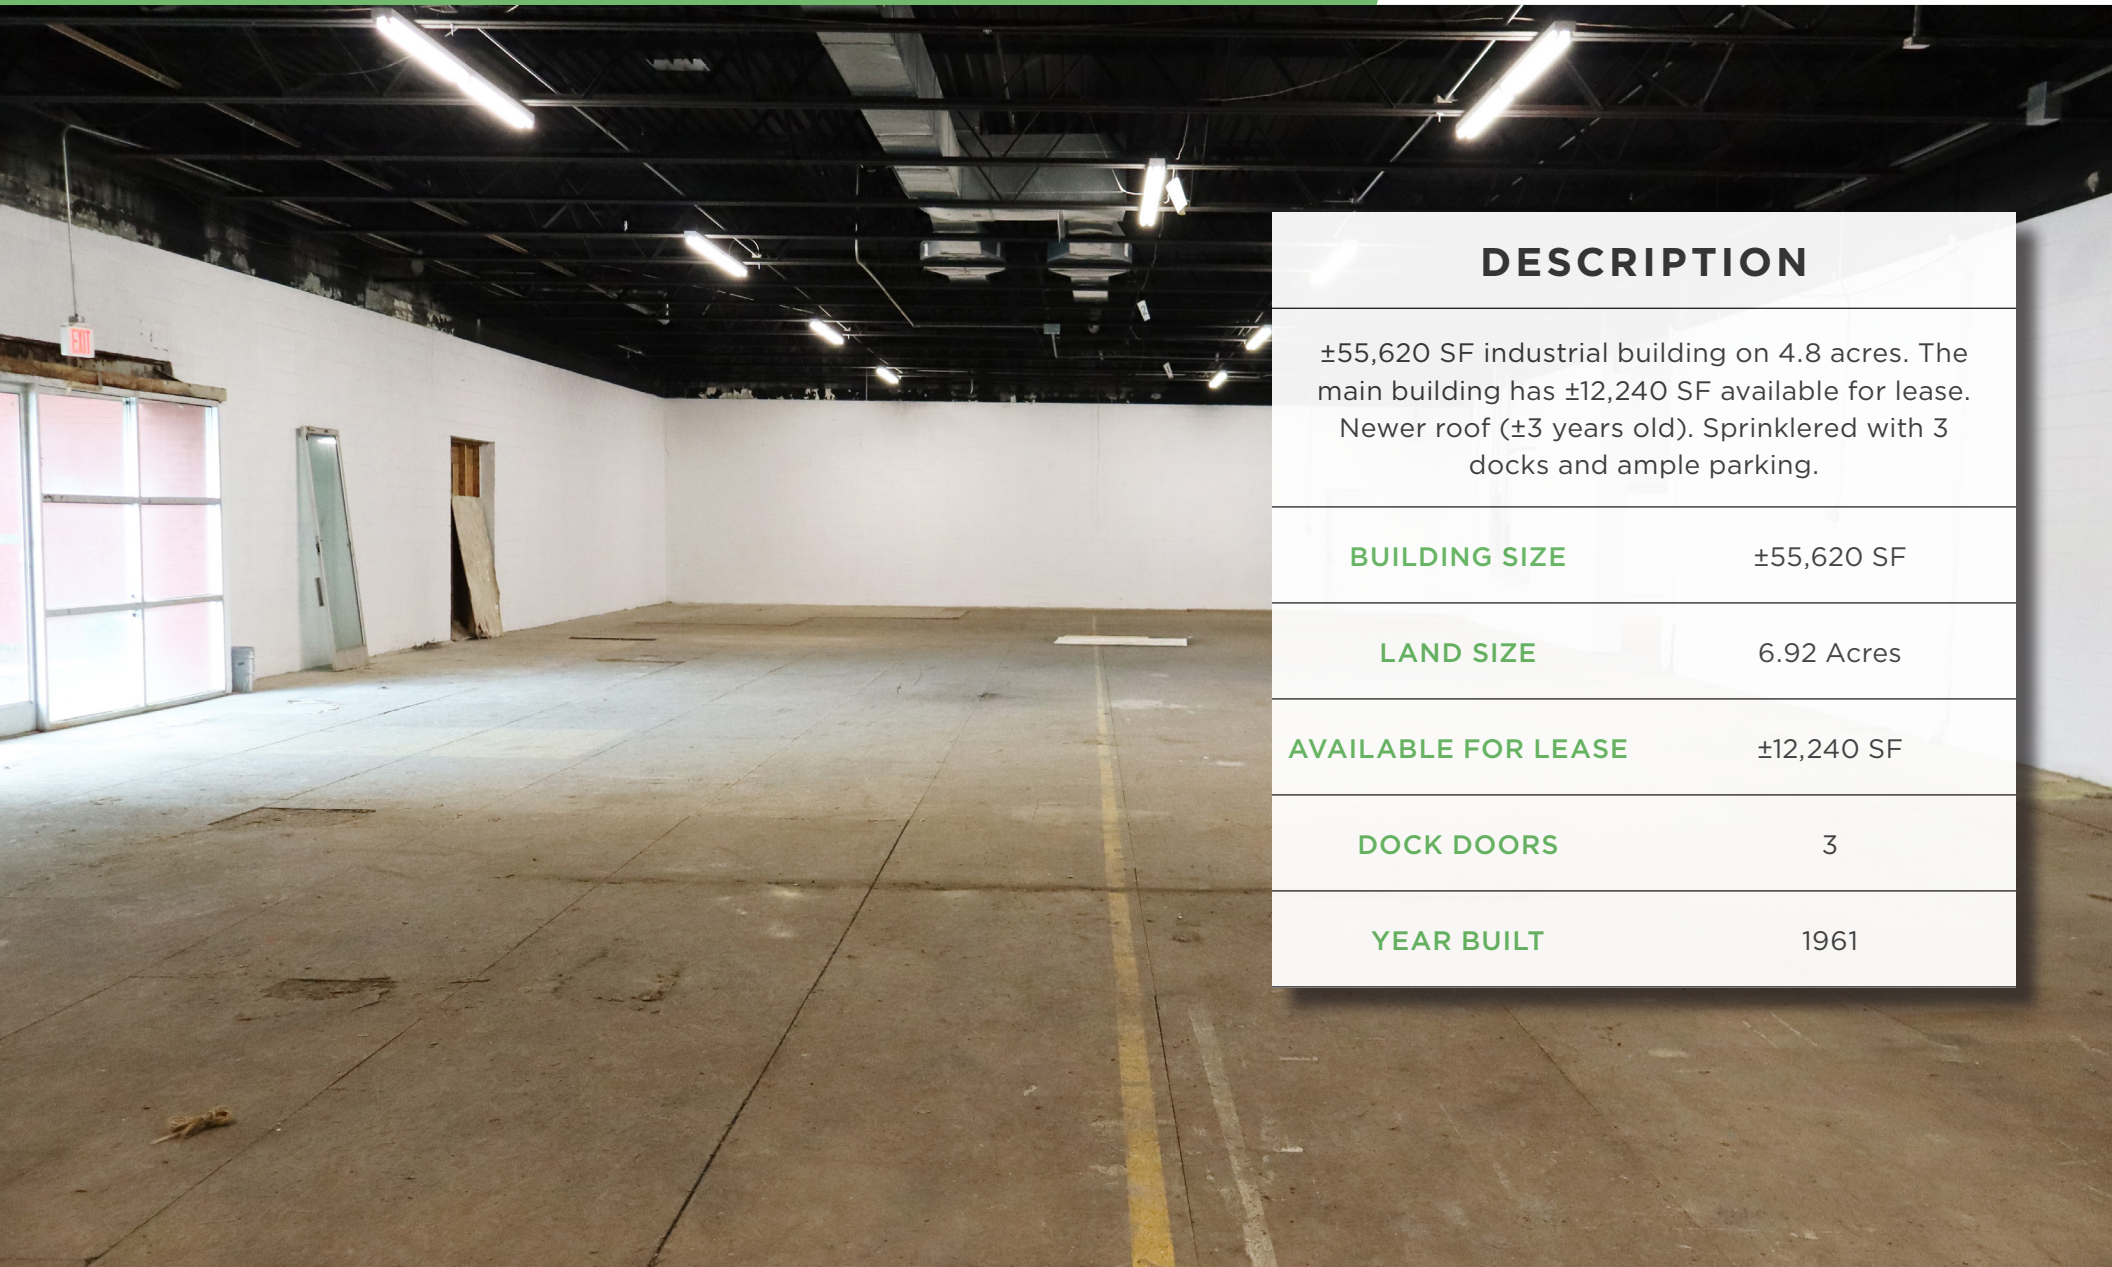 EXIT
DESCRIPTION
±55,620 SF industrial building on 4.8 acres. The
main building has ±12,240 SF available for lease.
Newer roof (±3 years old). Sprinklered with 3
docks and ample parking.
BUILDING SIZE ±55,620 SF
LAND SIZE 6.92 Acres
AVAILABLE FOR LEASE ±12,240 SF
DOCK DOORS 3
YEAR BUILT 1961